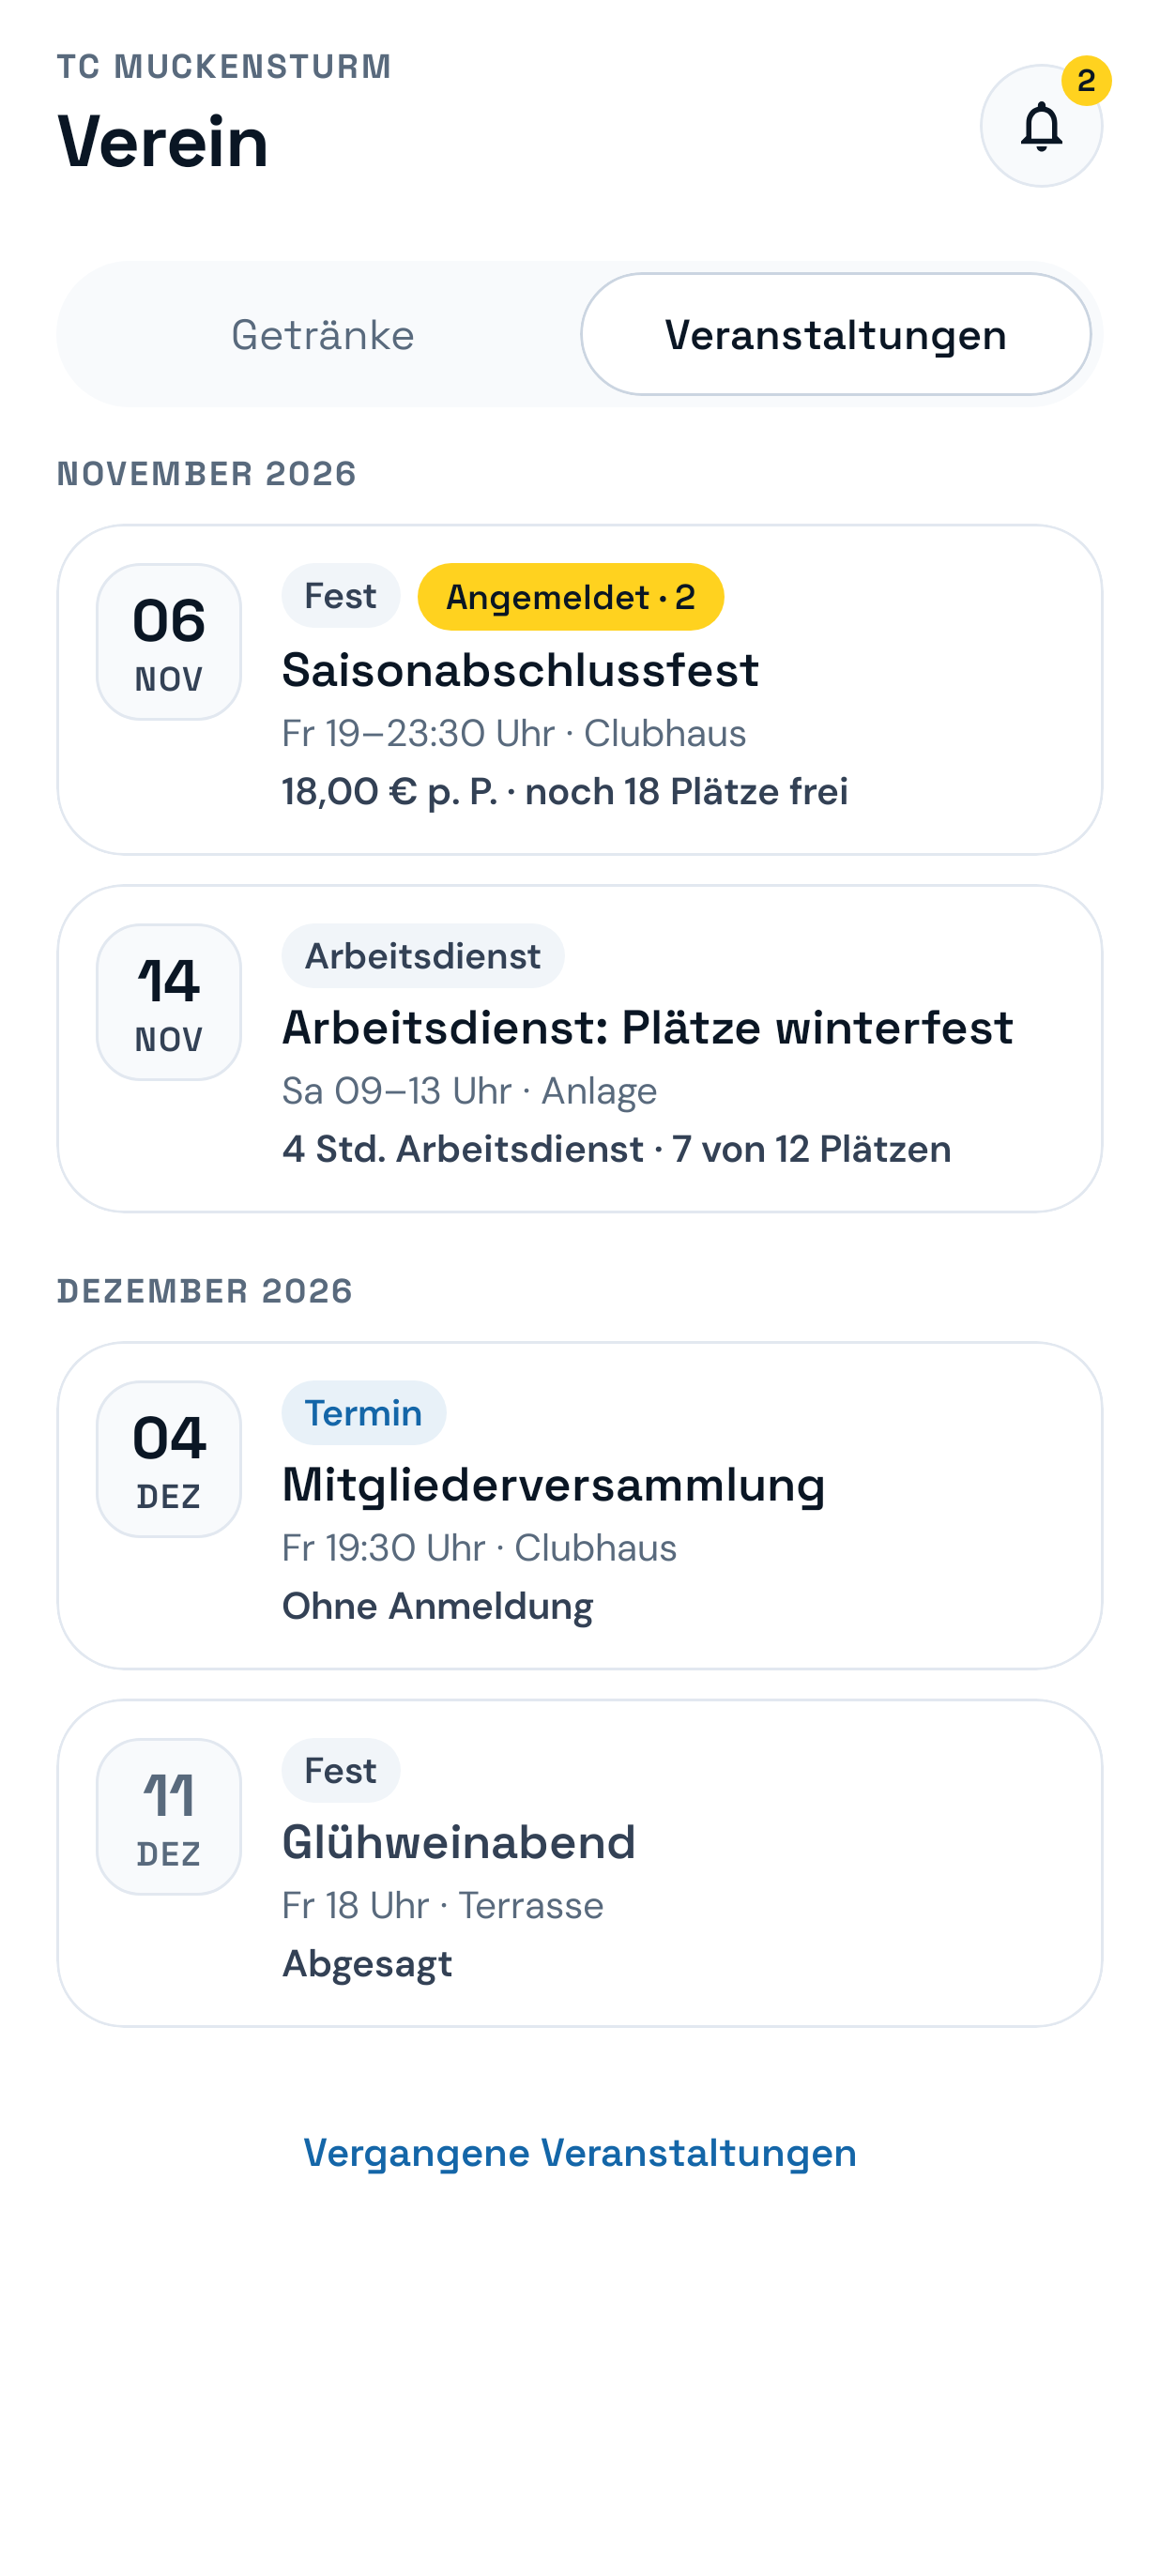 TC MUCKENSTURM
Verein
2
Getränke
Veranstaltungen
NOVEMBER 2026
06
NOV
Fest
Angemeldet · 2
Saisonabschlussfest
Fr 19–23:30 Uhr · Clubhaus
18,00 € p. P. · noch 18 Plätze frei
14
NOV
Arbeitsdienst
Arbeitsdienst: Plätze winterfest
Sa 09–13 Uhr · Anlage
4 Std. Arbeitsdienst · 7 von 12 Plätzen
DEZEMBER 2026
04
DEZ
Termin
Mitgliederversammlung
Fr 19:30 Uhr · Clubhaus
Ohne Anmeldung
11
DEZ
Fest
Glühweinabend
Fr 18 Uhr · Terrasse
Abgesagt
Vergangene Veranstaltungen